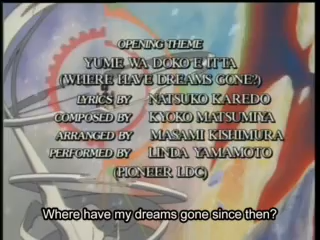 OPENING THEME
YUME WA DOKO E ITTA
(WHERE HAVE DREAMS GONE?)
LYRICS BY NATSUKO KAREDO
COMPOSED BY KYOKO MATSUMIYA
ARRANGED BY MASAMI KISHIMURA
PERFORMED BY LINDA YAMAMOTO
(PIONEER LDC)
Where have my dreams gone since then?